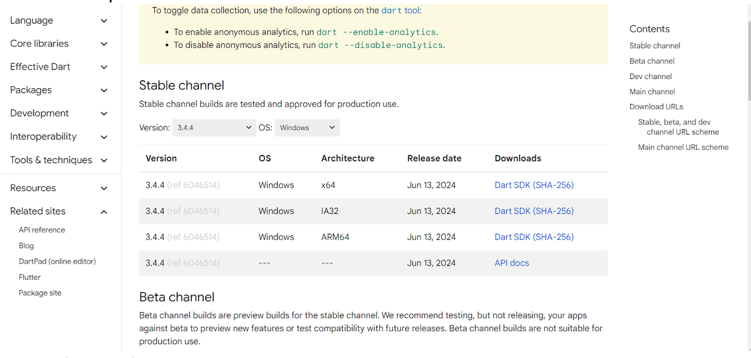 Language
Core libraries
Effective Dart
Packages
Development
Interoperability
Tools & techniques
Resources
Related sites
API reference
Blog
DartPad (online editor)
Flutter
Package site
To toggle data collection, use the following options on the dart tool:
• To enable anonymous analytics, run dart --enable-analytics.
• To disable anonymous analytics, run dart --disable-analytics.
Stable channel
Stable channel builds are tested and approved for production use.
Version: 3.4.4 OS: Windows
Version OS Architecture Release date Downloads
3.4.4 (ref 6046514) Windows x64 Jun 13, 2024 Dart SDK (SHA-256)
3.4.4 (ref 6046514) Windows IA32 Jun 13, 2024 Dart SDK (SHA-256)
3.4.4 (ref 6046514) Windows ARM64 Jun 13, 2024 Dart SDK (SHA-256)
3.4.4 (ref 6046514) --- --- Jun 13, 2024 API docs
Beta channel
Beta channel builds are preview builds for the stable channel. We recommend testing, but not releasing, your apps
against beta to preview new features or test compatibility with future releases. Beta channel builds are not suitable for
production use.
Contents
Stable channel
Beta channel
Dev channel
Main channel
Download URLs
Stable, beta, and dev
channel URL scheme
Main channel URL scheme